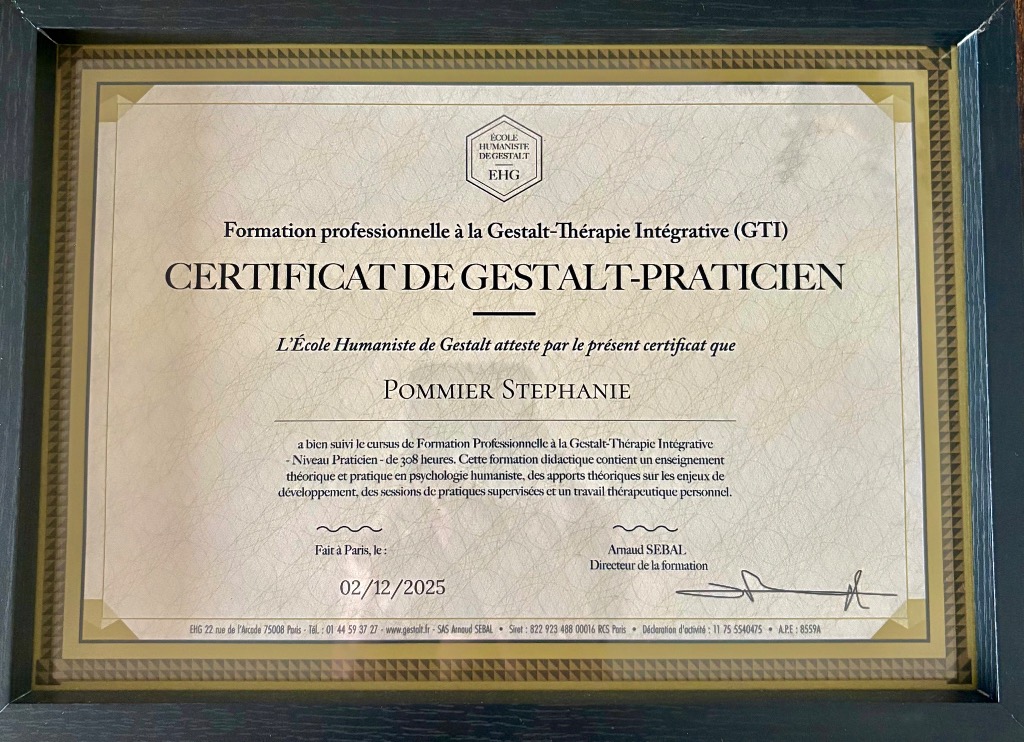 ÉCOLE
HUMANISTE
DE GESTALT
EHG
Formation professionnelle à la Gestalt-Thérapie Intégrative (GTI)
CERTIFICAT DE GESTALT-PRATICIEN
L'École Humaniste de Gestalt atteste par le présent certificat que
POMMIER STEPHANIE
a bien suivi le cursus de Formation Professionnelle à la Gestalt-Thérapie Intégrative
- Niveau Praticien - de 308 heures. Cette formation didactique contient un enseignement
théorique et pratique en psychologie humaniste, des apports théoriques sur les enjeux de
développement, des sessions de pratiques supervisées et un travail thérapeutique personnel.
Fait à Paris, le :
02/12/2025
Arnaud SEBAL
Directeur de la formation
EHG 22 rue de l'Arcade 75008 Paris - Tél. : 01 44 59 37 27 - www.gestalt.fr - SAS Arnaud SEBAL • Siret : 822 923 488 00016 RCS Paris • Déclaration d'activité : 11 75 5540475 • A.P.E : 8559A